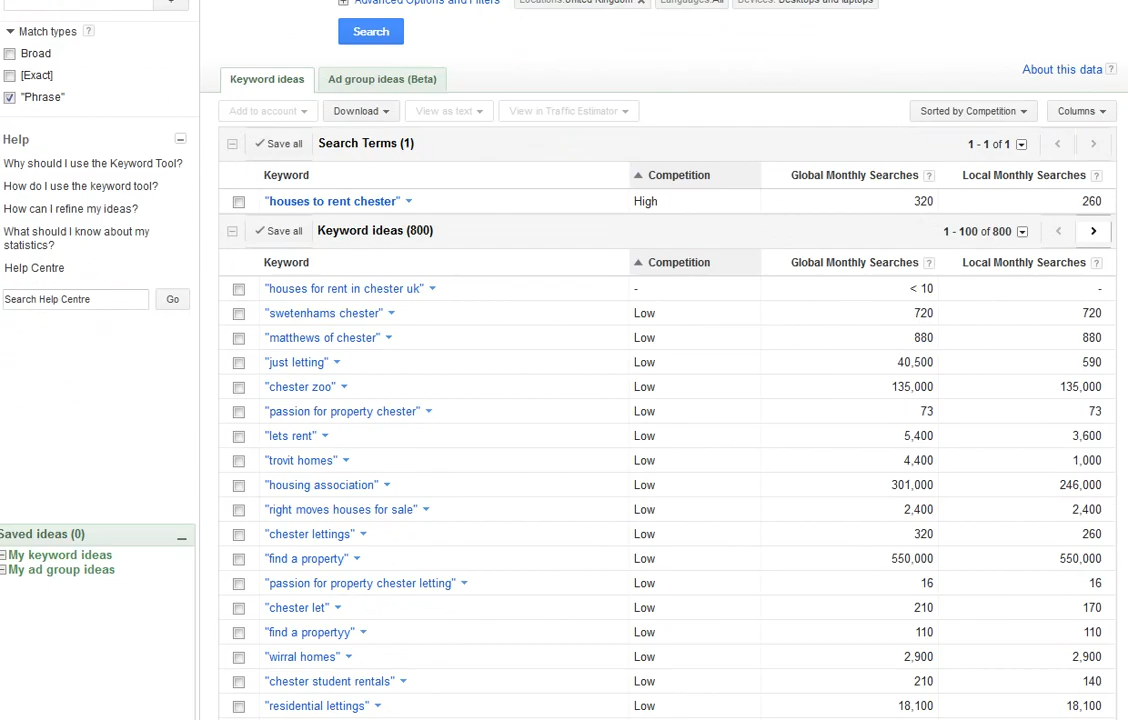 Advanced Options and Filters
Locations: United Kingdom
Languages: All
Devices: Desktops and laptops
Search
Match types ?
Broad
[Exact]
"Phrase"
Help
Why should I use the Keyword Tool?
How do I use the keyword tool?
How can I refine my ideas?
What should I know about my
statistics?
Help Centre
Search Help Centre Go
Saved ideas (0)
My keyword ideas
My ad group ideas
Keyword ideas Ad group ideas (Beta)
About this data ?
Add to account Download View as text View in Traffic Estimator Sorted by Competition Columns
Save all Search Terms (1) 1 - 1 of 1
Keyword Competition Global Monthly Searches ? Local Monthly Searches ?
"houses to rent chester" High 320 260
Save all Keyword ideas (800) 1 - 100 of 800
Keyword Competition Global Monthly Searches ? Local Monthly Searches ?
"houses for rent in chester uk" - < 10 -
"swetenhams chester" Low 720 720
"matthews of chester" Low 880 880
"just letting" Low 40,500 590
"chester zoo" Low 135,000 135,000
"passion for property chester" Low 73 73
"lets rent" Low 5,400 3,600
"trovit homes" Low 4,400 1,000
"housing association" Low 301,000 246,000
"right moves houses for sale" Low 2,400 2,400
"chester lettings" Low 320 260
"find a property" Low 550,000 550,000
"passion for property chester letting" Low 16 16
"chester let" Low 210 170
"find a propertyy" Low 110 110
"wirral homes" Low 2,900 2,900
"chester student rentals" Low 210 140
"residential lettings" Low 18,100 18,100